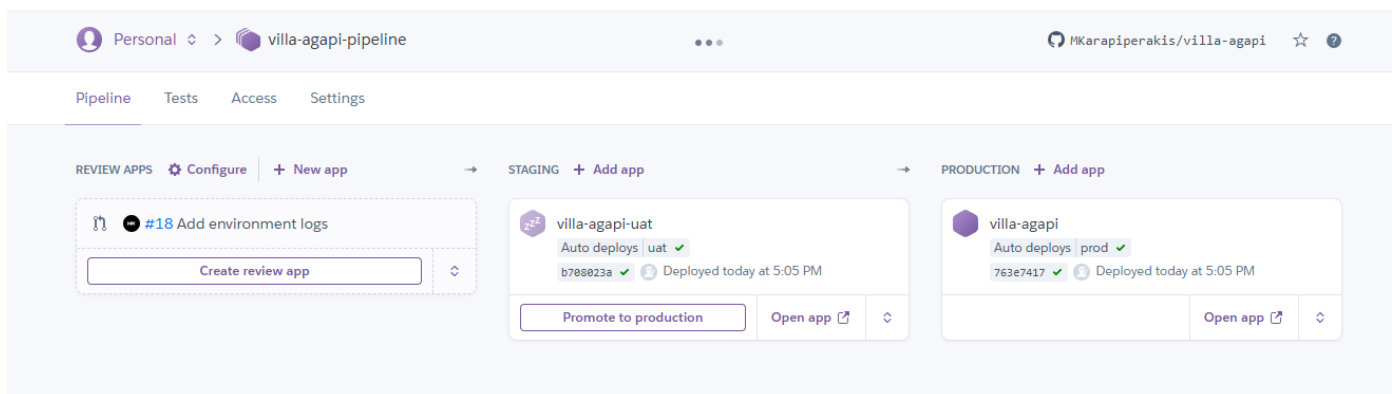 Personal > villa-agapi-pipeline
MKarapiperakis/villa-agapi ?
Pipeline Tests Access Settings
REVIEW APPS Configure + New app →
#18 Add environment logs
Create review app
STAGING + Add app →
zzz villa-agapi-uat
Auto deploys uat ✓
b708023a ✓ Deployed today at 5:05 PM
Promote to production Open app
PRODUCTION + Add app
villa-agapi
Auto deploys prod ✓
763e7417 ✓ Deployed today at 5:05 PM
Open app